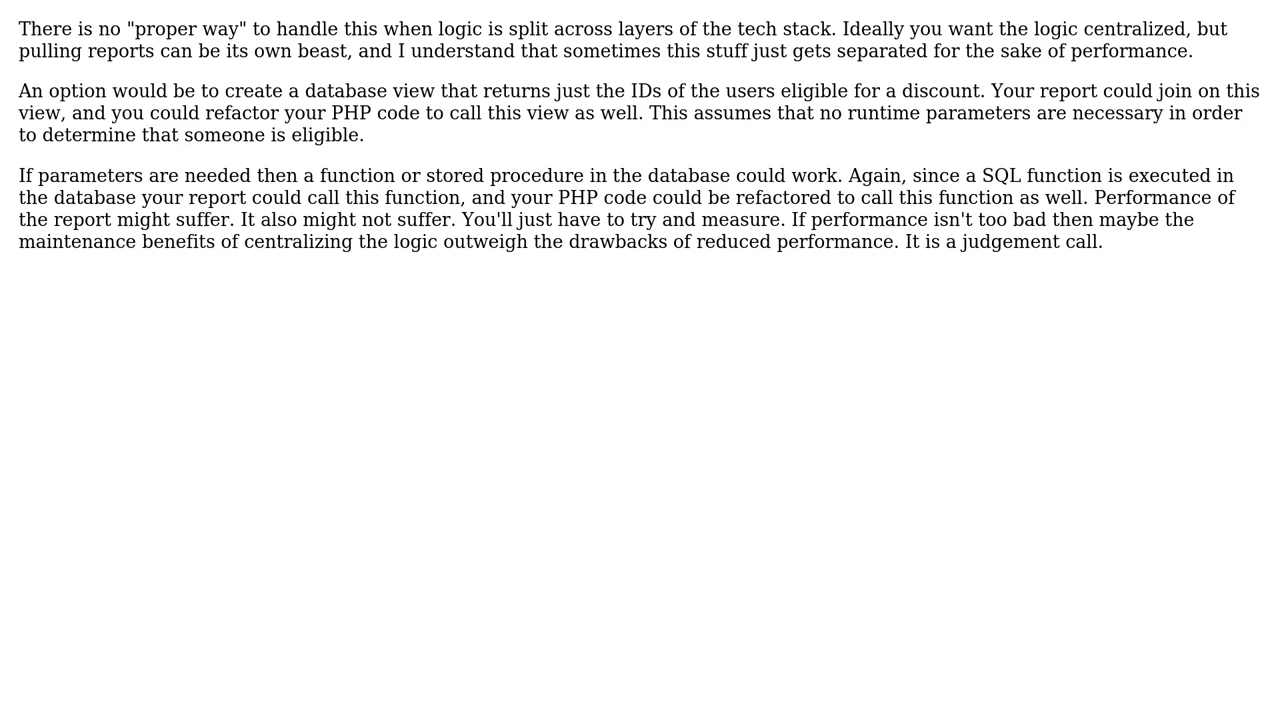 There is no "proper way" to handle this when logic is split across layers of the tech stack. Ideally you want the logic centralized, but
pulling reports can be its own beast, and I understand that sometimes this stuff just gets separated for the sake of performance.
An option would be to create a database view that returns just the IDs of the users eligible for a discount. Your report could join on this
view, and you could refactor your PHP code to call this view as well. This assumes that no runtime parameters are necessary in order
to determine that someone is eligible.
If parameters are needed then a function or stored procedure in the database could work. Again, since a SQL function is executed in
the database your report could call this function, and your PHP code could be refactored to call this function as well. Performance of
the report might suffer. It also might not suffer. You'll just have to try and measure. If performance isn't too bad then maybe the
maintenance benefits of centralizing the logic outweigh the drawbacks of reduced performance. It is a judgement call.